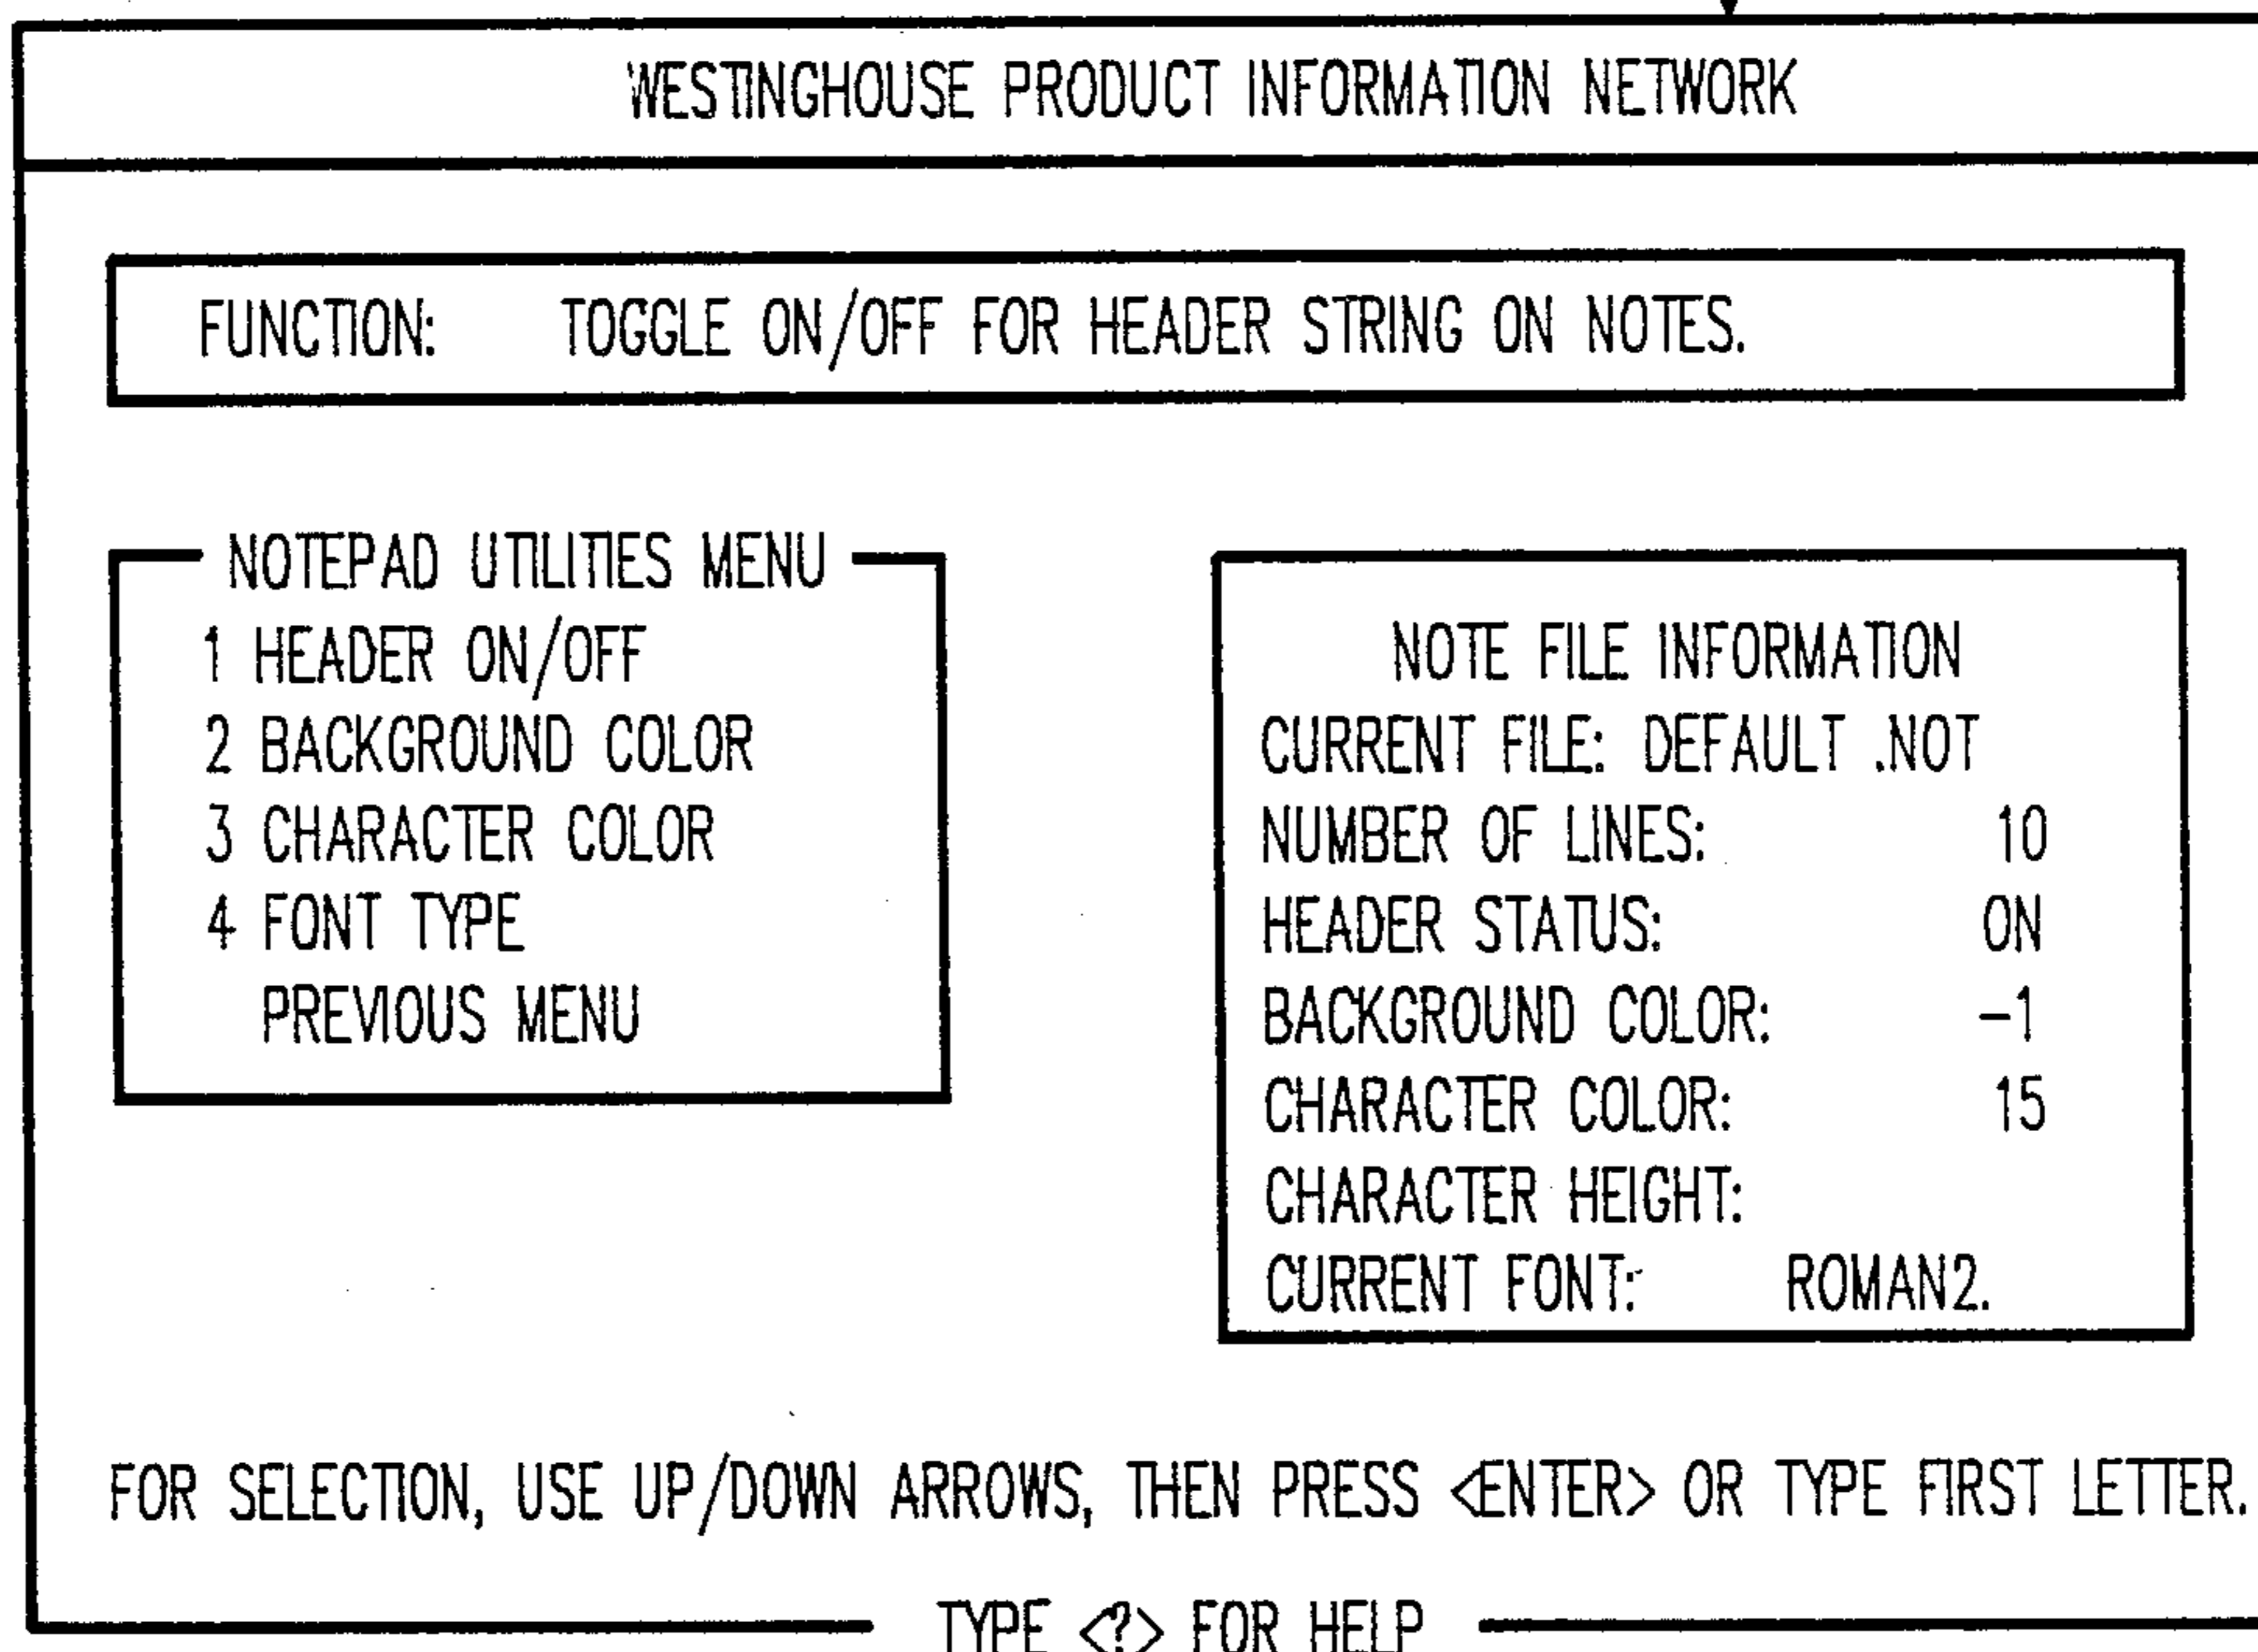 WESTINGHOUSE PRODUCT INFORMATION NETWORK
FUNCTION: TOGGLE ON/OFF FOR HEADER STRING ON NOTES.
NOTEPAD UTILITIES MENU
1 HEADER ON/OFF
2 BACKGROUND COLOR
3 CHARACTER COLOR
4 FONT TYPE
PREVIOUS MENU
NOTE FILE INFORMATION
CURRENT FILE: DEFAULT .NOT
NUMBER OF LINES: 10
HEADER STATUS: ON
BACKGROUND COLOR: -1
CHARACTER COLOR: 15
CHARACTER HEIGHT:
CURRENT FONT: ROMAN2.
FOR SELECTION, USE UP/DOWN ARROWS, THEN PRESS <ENTER> OR TYPE FIRST LETTER.
TYPE <?> FOR HELP